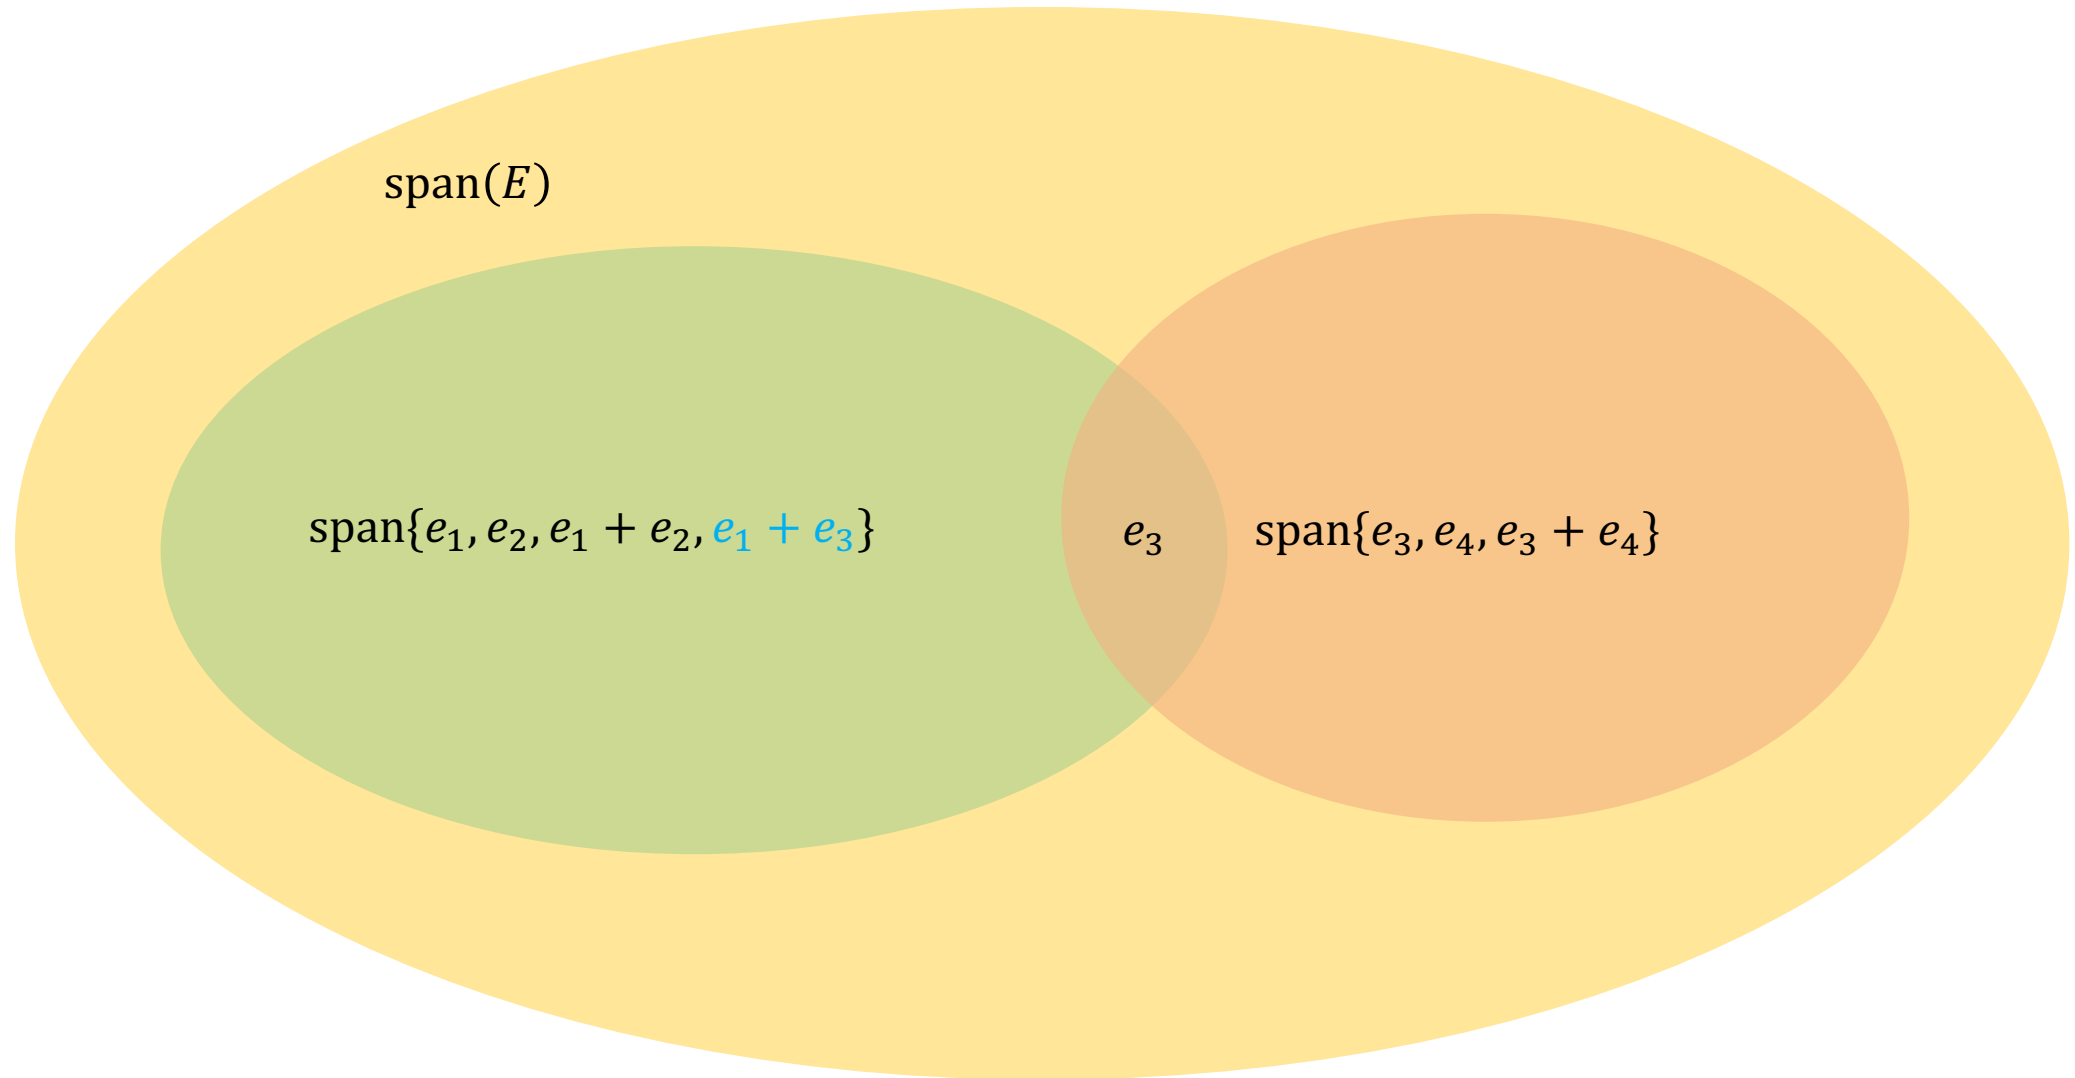 span(𝐸)
span{𝑒₁, 𝑒₂, 𝑒₁ + 𝑒₂, 𝑒₁ + 𝑒₃}
𝑒₃
span{𝑒₃, 𝑒₄, 𝑒₃ + 𝑒₄}